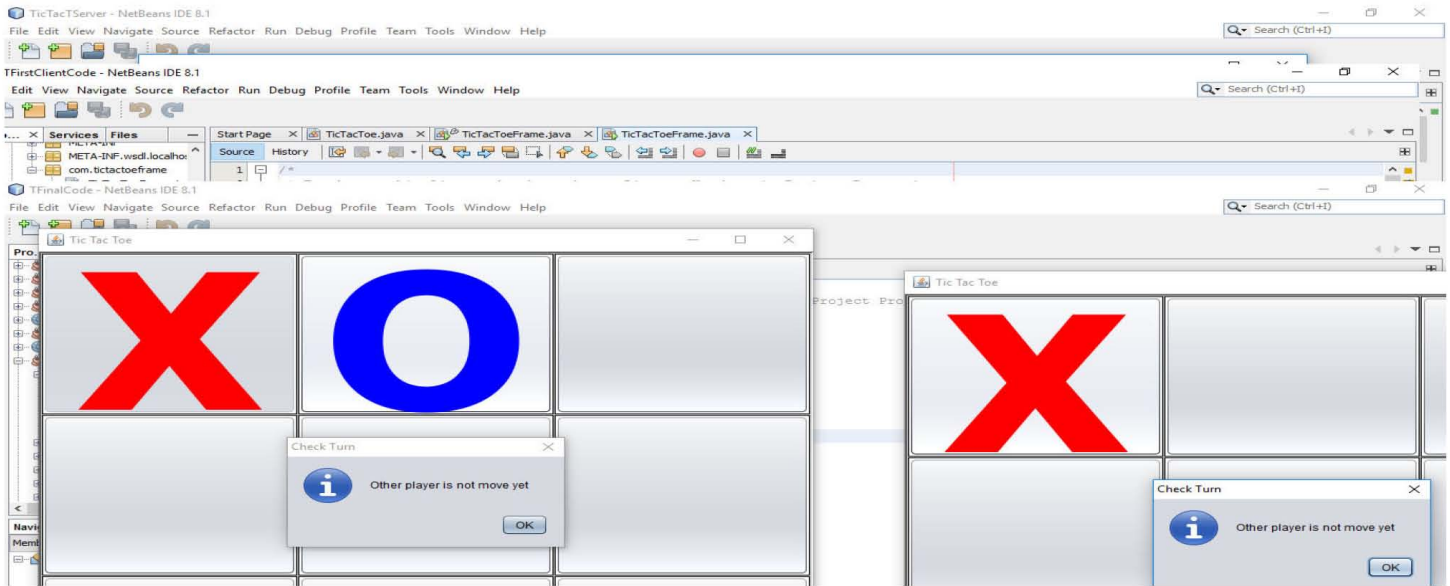 TicTacTServer - NetBeans IDE 8.1
File Edit View Navigate Source Refactor Run Debug Profile Team Tools Window Help
Search (Ctrl+I)
TFirstClientCode - NetBeans IDE 8.1
Edit View Navigate Source Refactor Run Debug Profile Team Tools Window Help
Search (Ctrl+I)
... Services Files
Start Page TicTacToe.java TicTacToeFrame.java TicTacToeFrame.java
META-INF.wsdl.localhos
Source History
com.tictactoeframe
1 /*
TFinalCode - NetBeans IDE 8.1
File Edit View Navigate Source Refactor Run Debug Profile Team Tools Window Help
Search (Ctrl+I)
Tic Tac Toe
Pro.
Tic Tac Toe
Project Pro
X O
X
Check Turn
Other player is not move yet
OK
Check Turn
Other player is not move yet
OK
Navi
Memb